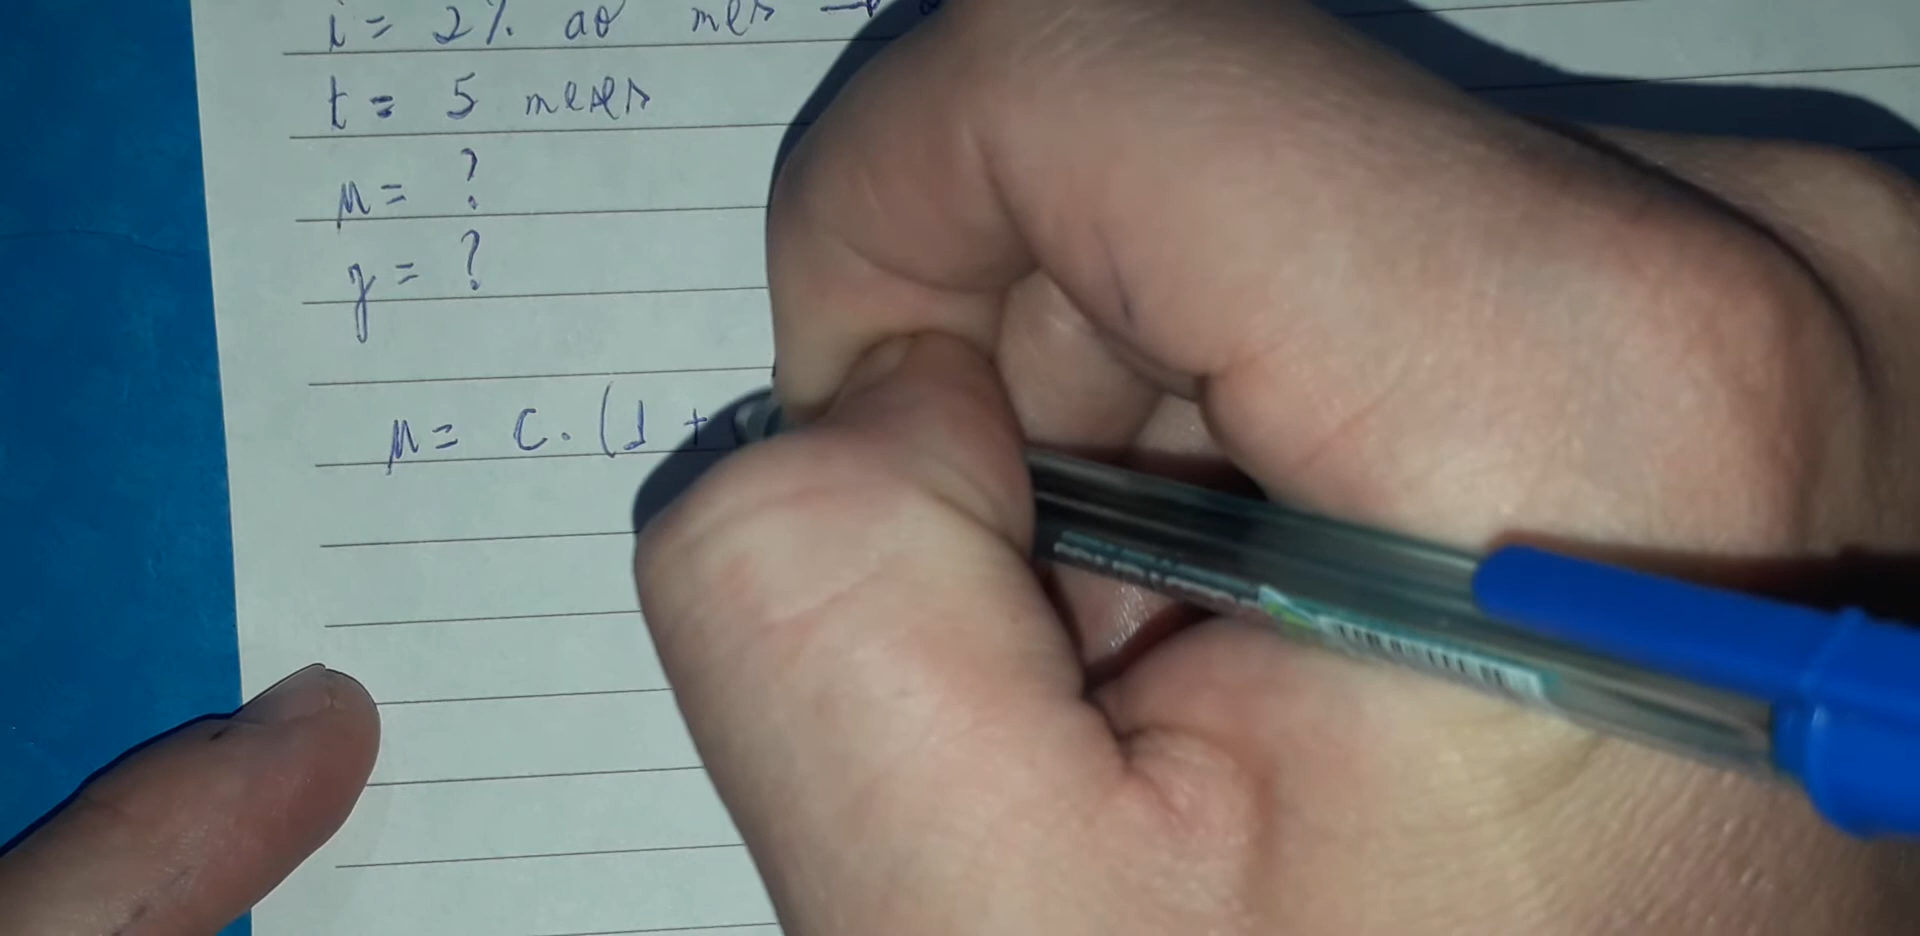 i = 2% ao mês →
t = 5 meses
M = ?
J = ?
M = C. (1 +